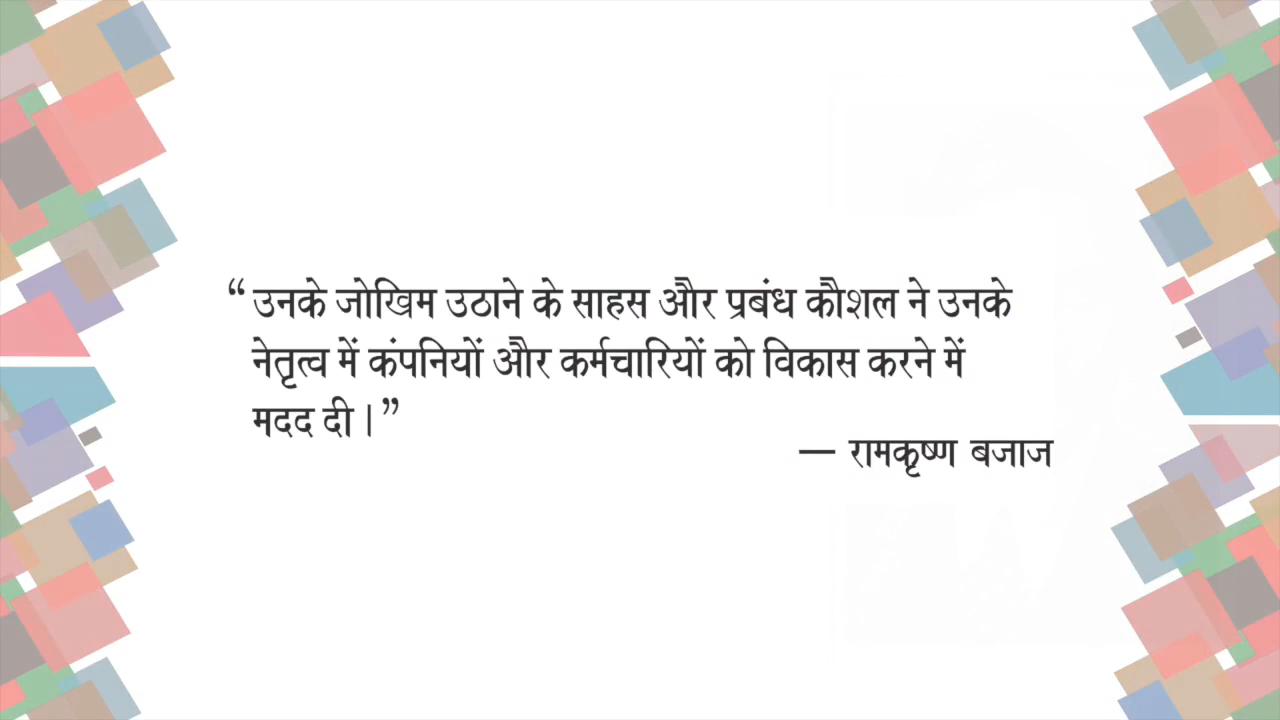 “उनके जोखिम उठाने के साहस और प्रबंध कौशल ने उनके
नेतृत्व में कंपनियों और कर्मचारियों को विकास करने में
मदद दी।”
— रामकृष्ण बजाज